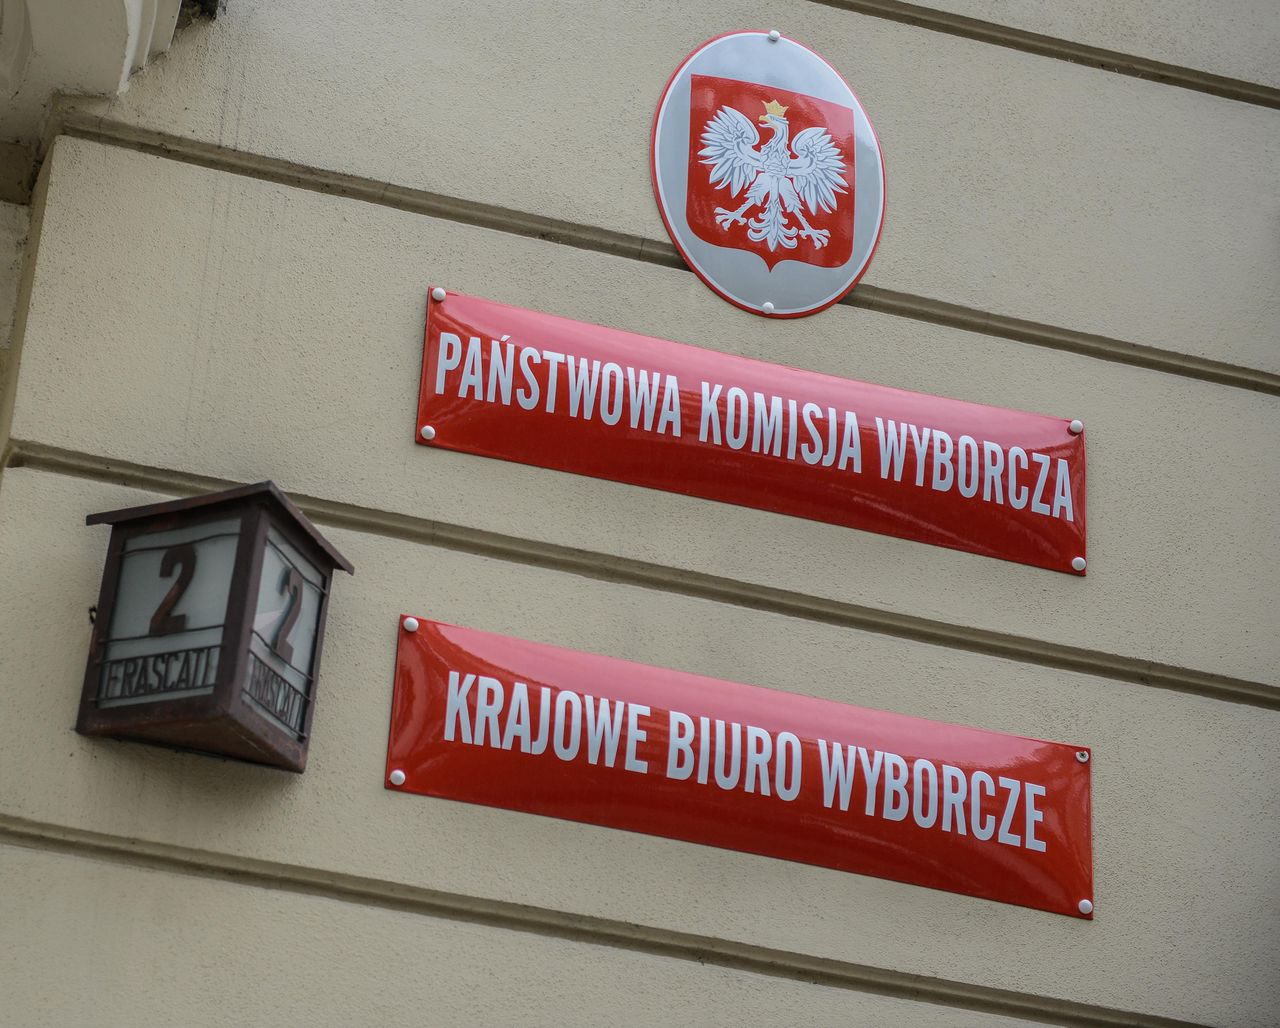 PAŃSTWOWA KOMISJA WYBORCZA
2
FRASCATI
2
FRASCATI
KRAJOWE BIURO WYBORCZE